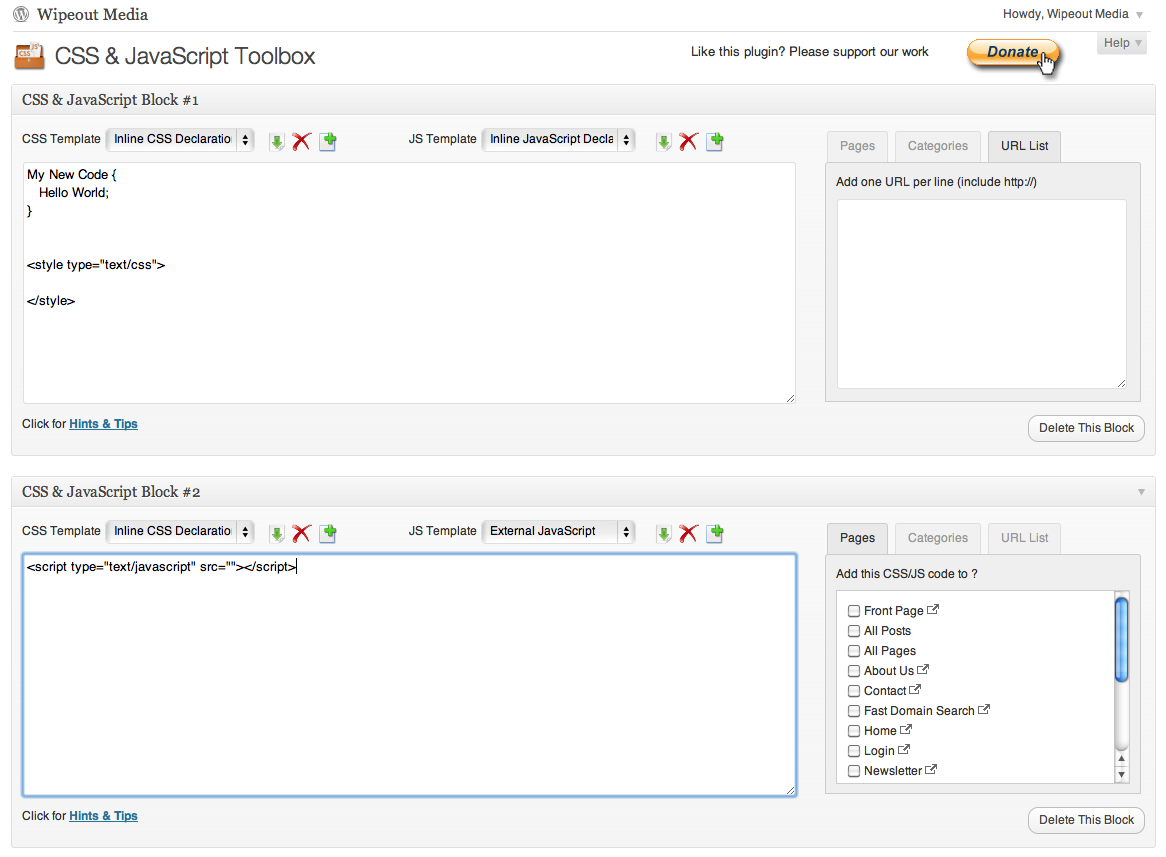 Wipeout Media
Howdy, Wipeout Media
CSS & JavaScript Toolbox
Like this plugin? Please support our work
Donate
Help
CSS & JavaScript Block #1
CSS Template Inline CSS Declaratio
JS Template Inline JavaScript Decla
Pages Categories URL List
My New Code {
Hello World;
}
<style type="text/css">
</style>
Add one URL per line (include http://)
Click for Hints & Tips
Delete This Block
CSS & JavaScript Block #2
CSS Template Inline CSS Declaratio
JS Template External JavaScript
Pages Categories URL List
<script type="text/javascript" src=""></script>
Add this CSS/JS code to ?
Front Page
All Posts
All Pages
About Us
Contact
Fast Domain Search
Home
Login
Newsletter
Click for Hints & Tips
Delete This Block